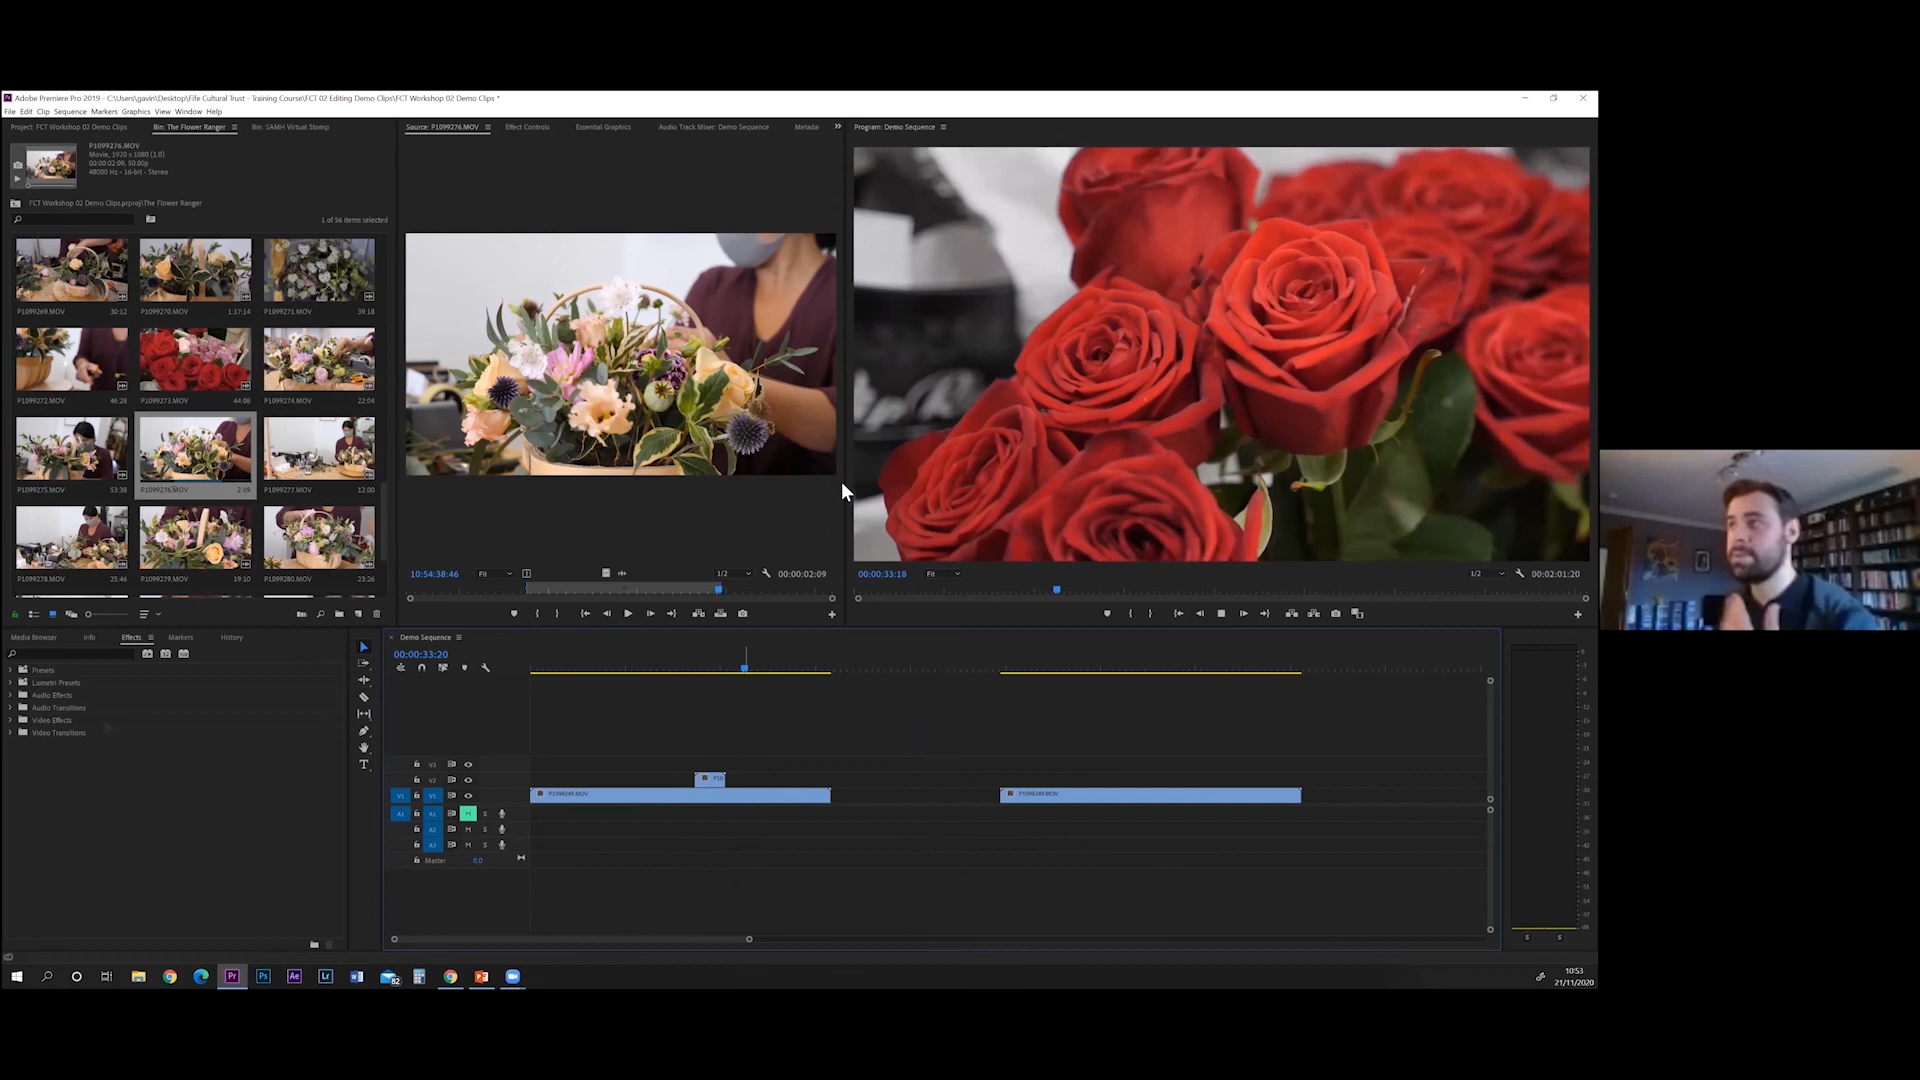 Adobe Premiere Pro 2019 - C:\Users\gavin\Desktop\Fife Cultural Trust - Training Course\FCT 02 Editing Demo Clips\FCT Workshop 02 Demo Clips *
File Edit Clip Sequence Markers Graphics View Window Help
Project: FCT Workshop 02 Demo Clips Bin: The Flower Ranger Bin: SAMH Virtual Stomp
Source: P1099276.MOV Effect Controls Essential Graphics Audio Track Mixer: Demo Sequence Metadat
Program: Demo Sequence
P1099276.MOV
Movie, 1920 x 1080 (1.0)
00:00:02:09, 50.00p
48000 Hz - 16-bit - Stereo
FCT Workshop 02 Demo Clips.prproj\The Flower Ranger
1 of 56 items selected
P1099269.MOV 30:12 P1099270.MOV 1:17:14 P1099271.MOV 39:18
P1099272.MOV 46:28 P1099273.MOV 44:08 P1099274.MOV 22:04
P1099275.MOV 53:38 P1099276.MOV 2:09 P1099277.MOV 12:00
P1099278.MOV 25:46 P1099279.MOV 19:10 P1099280.MOV 23:26
10:54:38:46 Fit 1/2 00:00:02:09
00:00:33:18 Fit 1/2 00:02:01:20
Media Browser Info Effects Markers History
Presets
Lumetri Presets
Audio Effects
Audio Transitions
Video Effects
Video Transitions
Demo Sequence
00:00:33:20
V3
V2
V1 V1 P1099249.MOV P1099249.MOV
A1 A1 M S
A2 M S
A3 M S
Master 0.0
S S
Pr Ps Ae Lr 82
10:53
21/11/2020